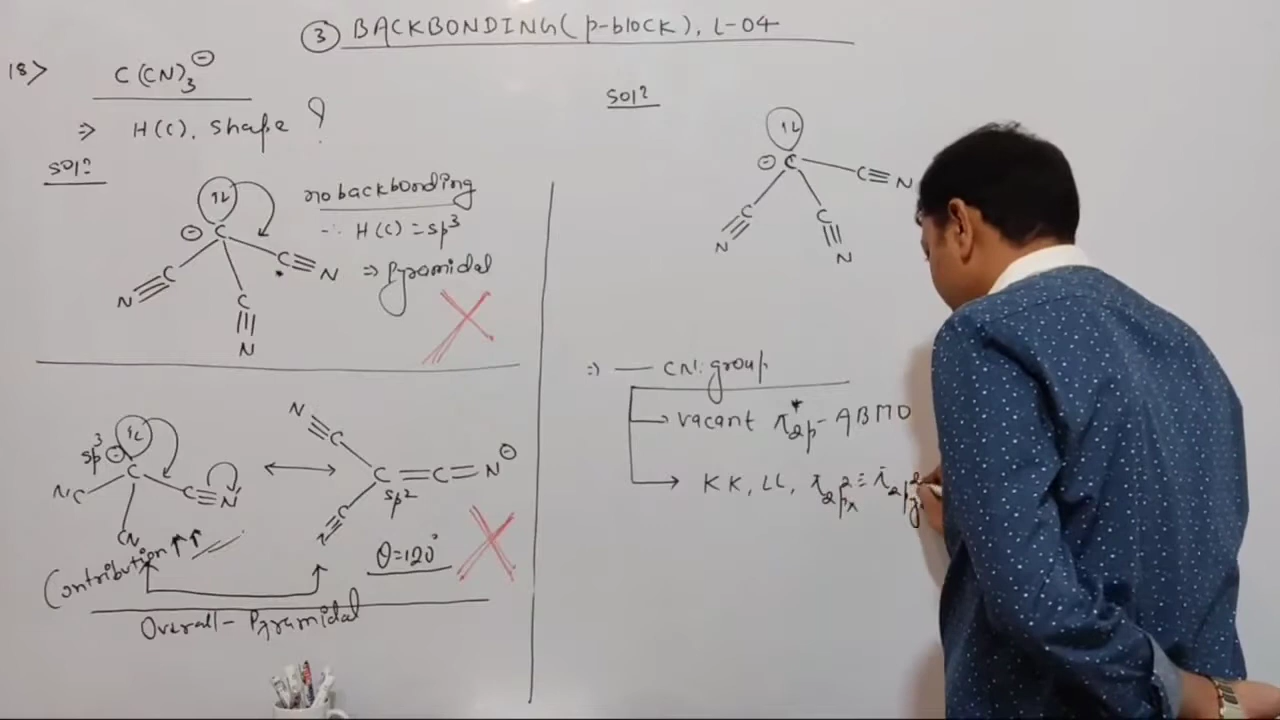 ③ BACKBONDING (p-block), L-04
18> C(CN)₃⊖
⇒ H(C), Shape ?
Sol?
1L
⊖ C
C≡N
N≡C
C
|||
N
no backbonding
∴ H(C) = sp³
⇒ Pyramidal
sp³ ⊖ 1L
C
NC
C≡N
CN
Contribution ↑↑
N≡C
C=C=N⊖
sp²
N≡C
θ=120°
Overall - Pyramidal
Sol?
1L
⊖ C
C≡N
C
N
C
N
⇒ — CN: group
→ vacant π*2p - ABMO
→ KK, LL, π2pₓ² ≡ π2pᵧ²